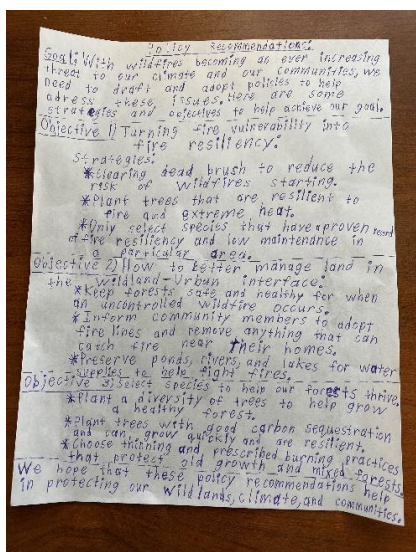 Policy Recommendations:
Goal: With wildfires becoming an ever increasing
threat to our climate and our communities, we
need to draft and adopt policies to help
adress these issues. Here are some
strategies and objectives to help achieve our goal.
Objective 1) Turning fire vulnerability into
fire resiliency:
Strategies:
*Clearing dead brush to reduce the
risk of wildfires starting.
*Plant trees that are resilient to
fire and extreme heat.
*Only select species that have a proven record
of fire resiliency and low maintenance in
a particular area.
Objective 2) How to better manage land in
the Wildland-Urban interface:
*Keep forests safe and healthy for when
an uncontrolled wildfire occurs.
*Inform community members to adopt
fire lines and remove anything that can
catch fire near their homes.
*Preserve ponds, rivers, and lakes for water
supplies to help fight fires.
Objective 3) Select species to help our forests thrive.
*Plant a diversity of trees to help grow
a healthy forest.
*Plant trees with good carbon sequestration
and can grow quickly and are resilient.
*Choose thinning and prescribed burning practices
that protect old growth and mixed forests.
We hope that these policy recommendations help
in protecting our wild lands, climate, and communities.